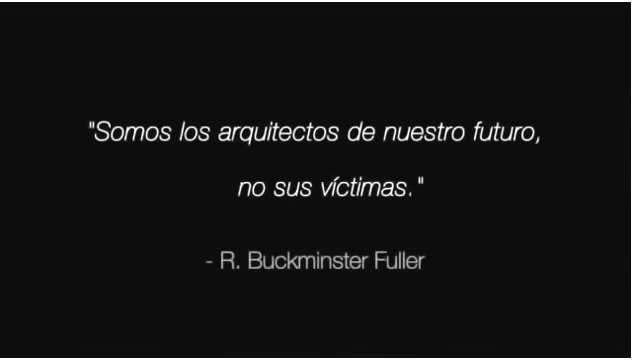 "Somos los arquitectos de nuestro futuro,
no sus víctimas."
- R. Buckminster Fuller